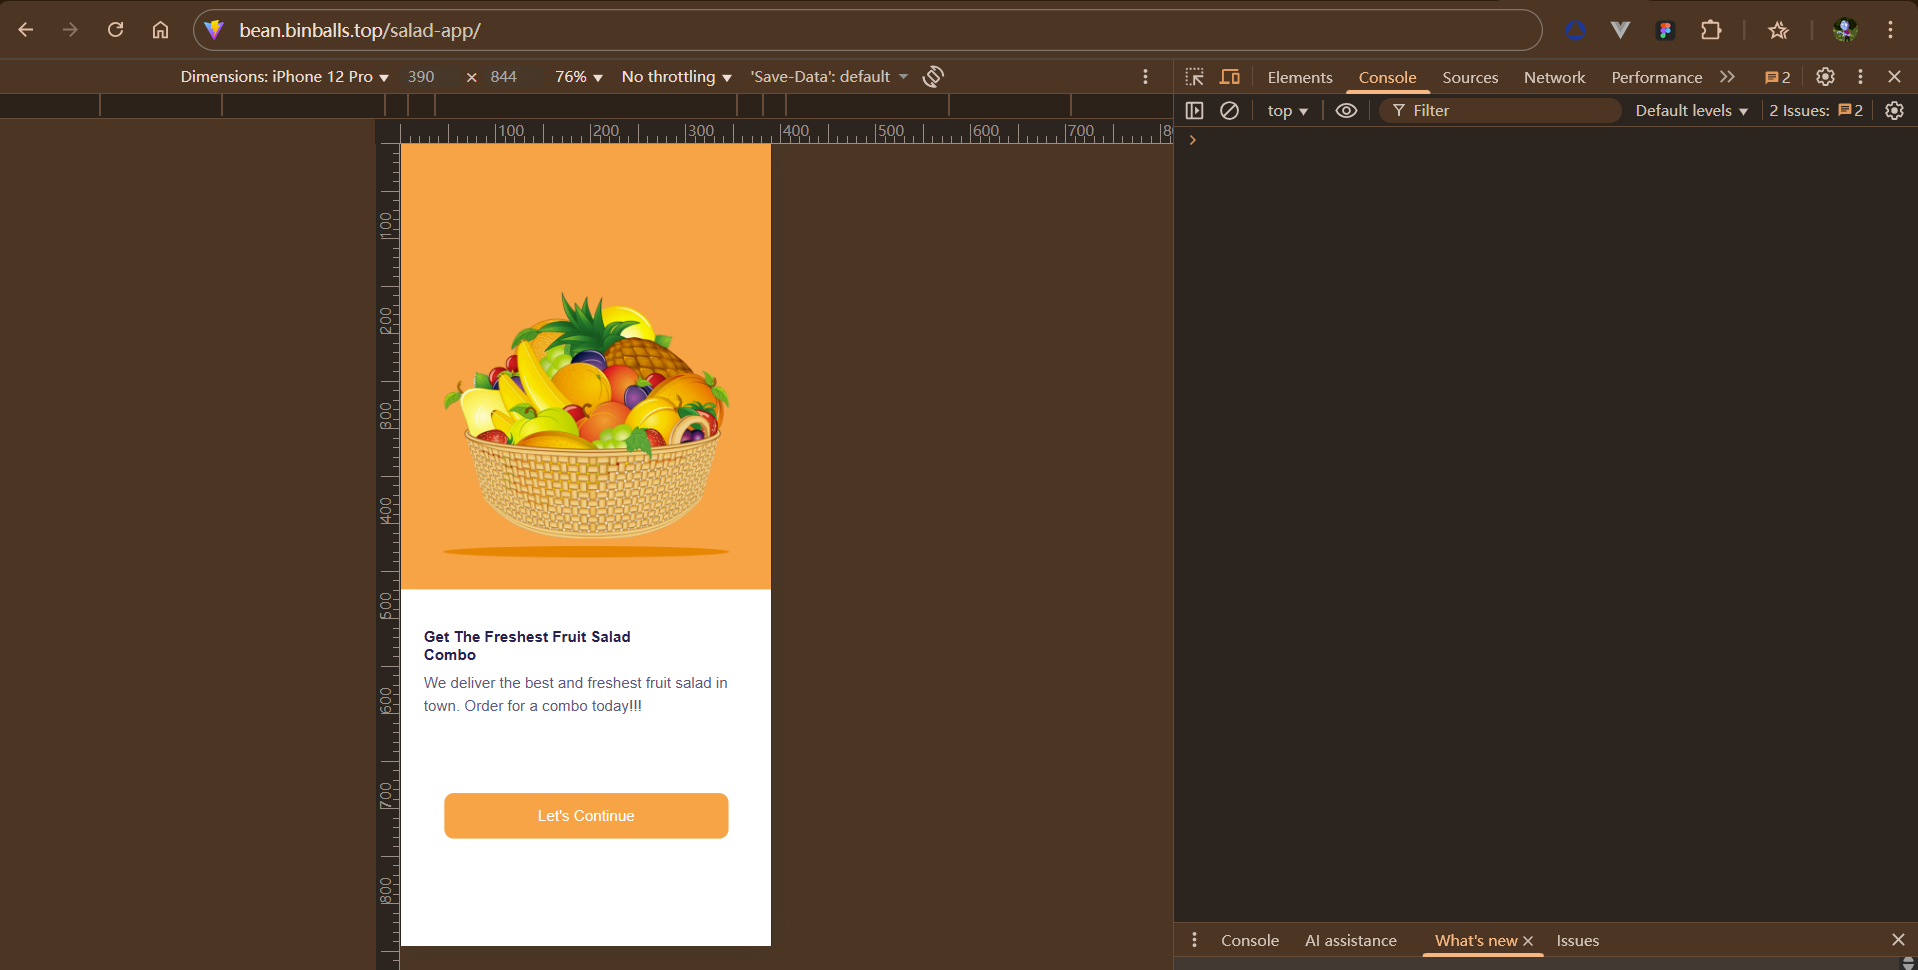 bean.binballs.top/salad-app/
Dimensions: iPhone 12 Pro 390 × 844 76% No throttling 'Save-Data': default
Elements Console Sources Network Performance 2
top Filter Default levels 2 Issues: 2
100 200 300 400 500 600 700 8
100
200
300
400
500
600
700
800
Get The Freshest Fruit Salad
Combo
We deliver the best and freshest fruit salad in
town. Order for a combo today!!!
Let's Continue
Console AI assistance What's new Issues